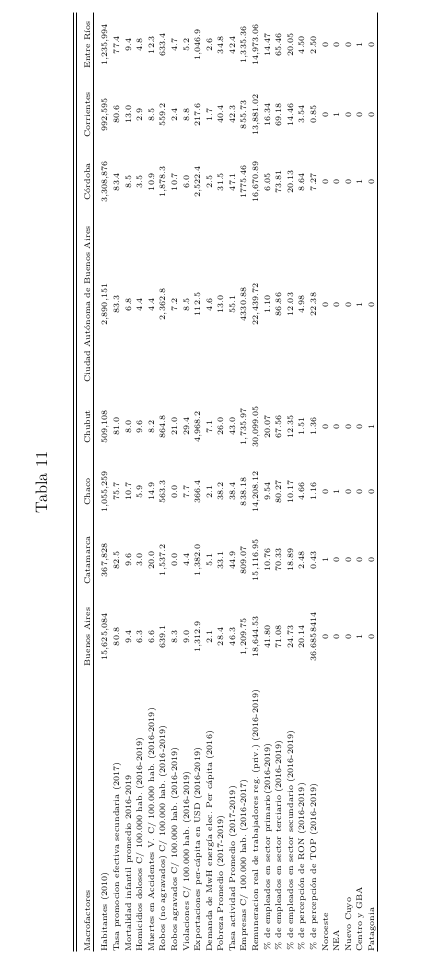 Tabla 11
Macrofactores Buenos Aires Catamarca Chaco Chubut Ciudad Autónoma de Buenos Aires Córdoba Corrientes Entre Ríos
Habitantes (2010) 15,625,084 367,828 1,055,259 509,108 2,890,151 3,308,876 992,595 1,235,994
Tasa promocion efectiva secundaria (2017) 80.8 82.5 75.7 81.0 83.3 83.4 80.6 77.4
Mortalidad infantil promedio 2016-2019 9.4 9.6 10.7 8.0 6.8 8.5 13.0 9.4
Homicidios dolosos C/ 100.000 hab. (2016-2019) 6.3 3.0 5.9 9.6 4.4 3.5 2.9 4.8
Muertes en Accidentes V. C/ 100.000 hab. (2016-2019) 6.6 20.0 14.9 8.2 4.4 10.9 8.5 12.3
Robos (no agravados) C/ 100.000 hab. (2016-2019) 639.1 1,537.2 563.3 864.8 2,362.8 1,878.3 559.2 633.4
Robos agravados C/ 100.000 hab. (2016-2019) 8.3 0.0 0.0 21.0 7.2 10.7 2.4 4.7
Violaciones C/ 100.000 hab. (2016-2019) 9.0 4.4 7.7 29.4 8.5 6.0 8.8 5.2
Exportaciones per-cápita en USD (2016-2019) 1,312.9 1,382.0 366.4 4,968.2 112.5 2,522.4 217.6 1,046.9
Demanda de MwH energía elec. Per cápita (2016) 2.1 5.1 2.1 7.1 4.6 2.5 1.7 2.6
Pobreza Promedio (2017-2019) 28.4 33.1 38.2 26.0 13.0 31.5 40.4 34.8
Tasa actividad Promedio (2017-2019) 46.3 44.9 38.4 43.0 55.1 47.1 42.3 42.4
Empresas C/ 100.000 hab. (2016-2017) 1,209.75 809.07 838.18 1,735.97 4330.88 1775.46 855.73 1,335.36
Remuneracion real de trabajadores reg. (priv.) (2016-2019) 18,644.53 15,116.95 14,208.12 30,099.05 22,439.72 16,670.89 13,881.02 14,973.06
% de empleados en sector primario (2016-2019) 41.80 10.76 9.54 20.07 1.10 6.05 16.34 14.47
% de empleados en sector terciario (2016-2019) 71.08 70.33 80.27 67.56 86.86 73.81 69.18 65.46
% de empleados en sector secundario (2016-2019) 24.73 18.89 10.17 12.35 12.03 20.13 14.46 20.05
% de percepción de RON (2016-2019) 20.14 2.48 4.66 1.51 4.98 8.64 3.54 4.50
% de percepción de TOP (2016-2019) 36.6858414 0.43 1.16 1.36 22.38 7.27 0.85 2.50
Noroeste 0 1 0 0 0 0 0 0
NEA 0 0 1 0 0 0 1 0
Nuevo Cuyo 0 0 0 0 0 0 0 0
Centro y GBA 1 0 0 0 1 1 0 1
Patagonia 0 0 0 1 0 0 0 0